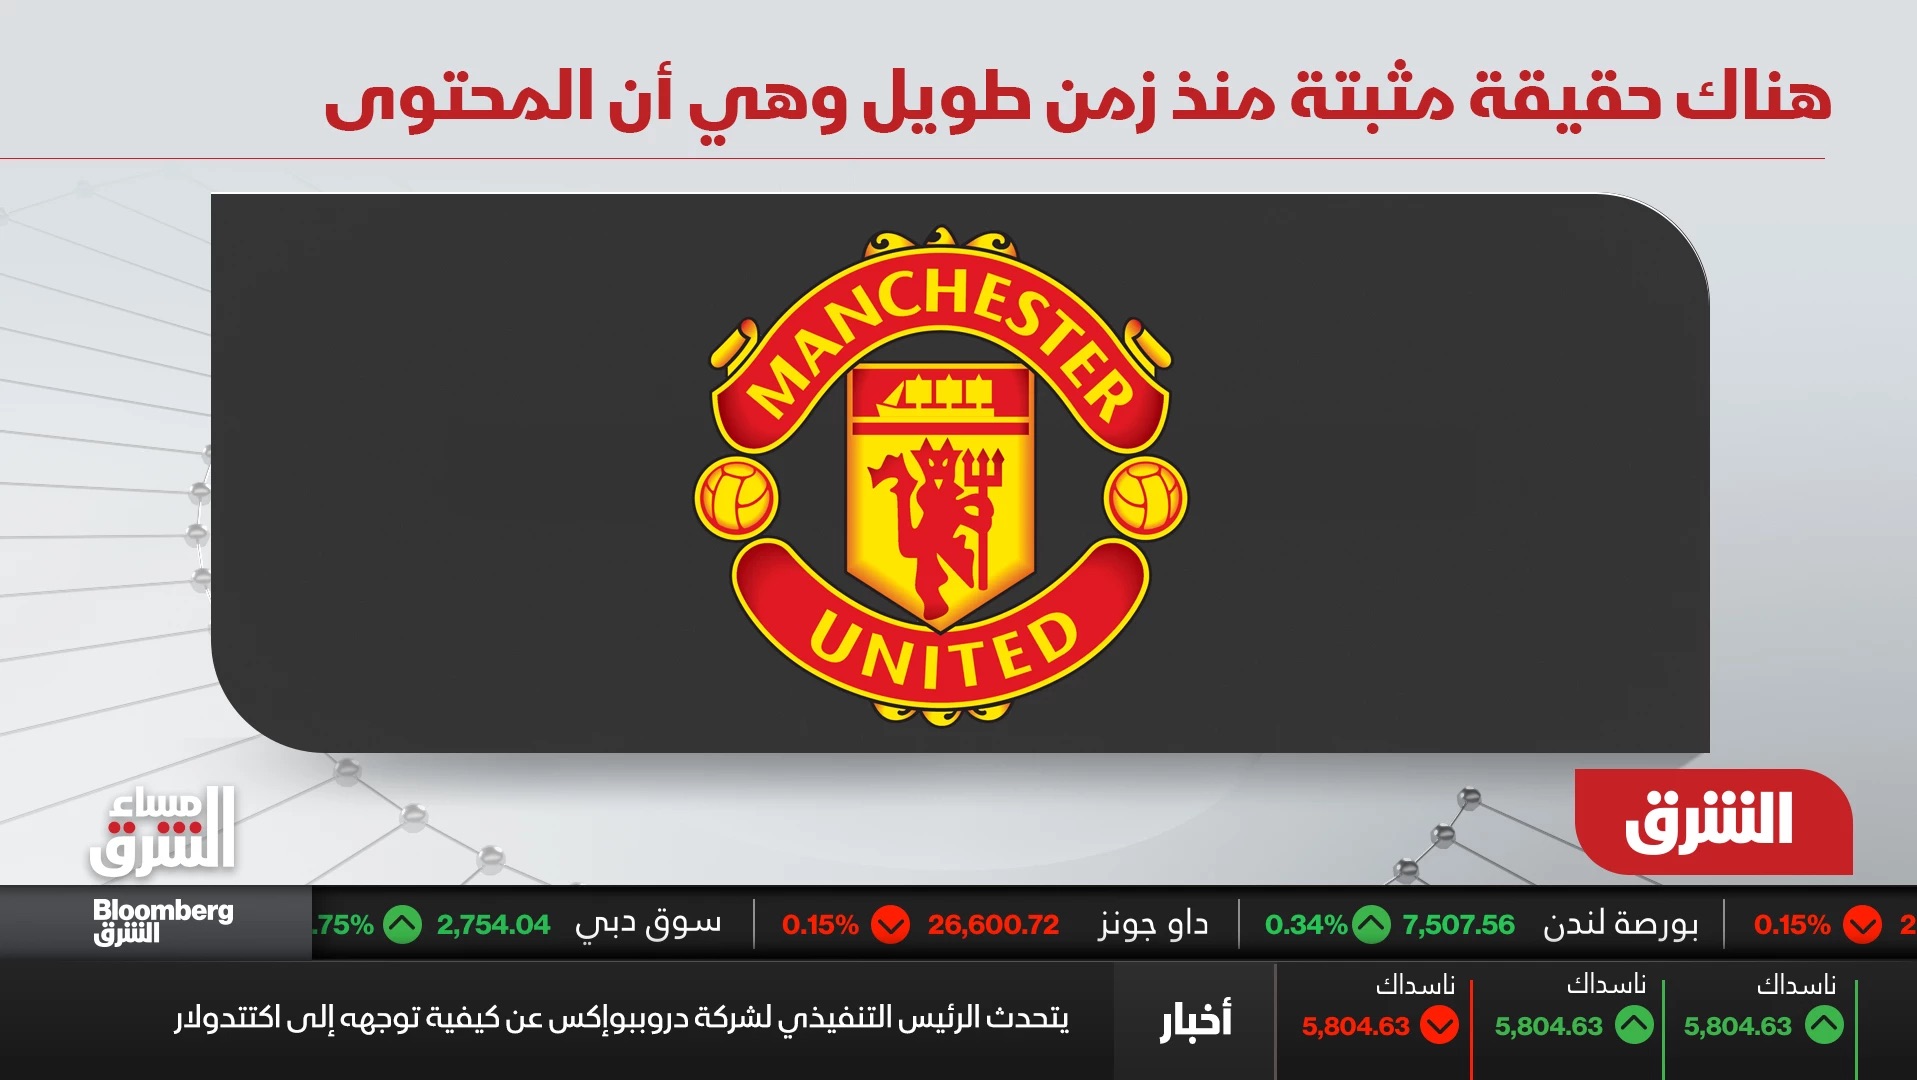 هناك حقيقة مثبتة منذ زمن طويل وهي أن المحتوى
MANCHESTER
UNITED
مساء
الشرق
الشرق
Bloomberg
الشرق
2 0.15%
بورصة لندن 7,507.56 0.34%
داو جونز 26,600.72 0.15%
سوق دبي 2,754.04 .75%
ناسداك ناسداك ناسداك
5,804.63 5,804.63 5,804.63
أخبار
يتحدث الرئيس التنفيذي لشركة دروببوإكس عن كيفية توجهه إلى اكتتدولار